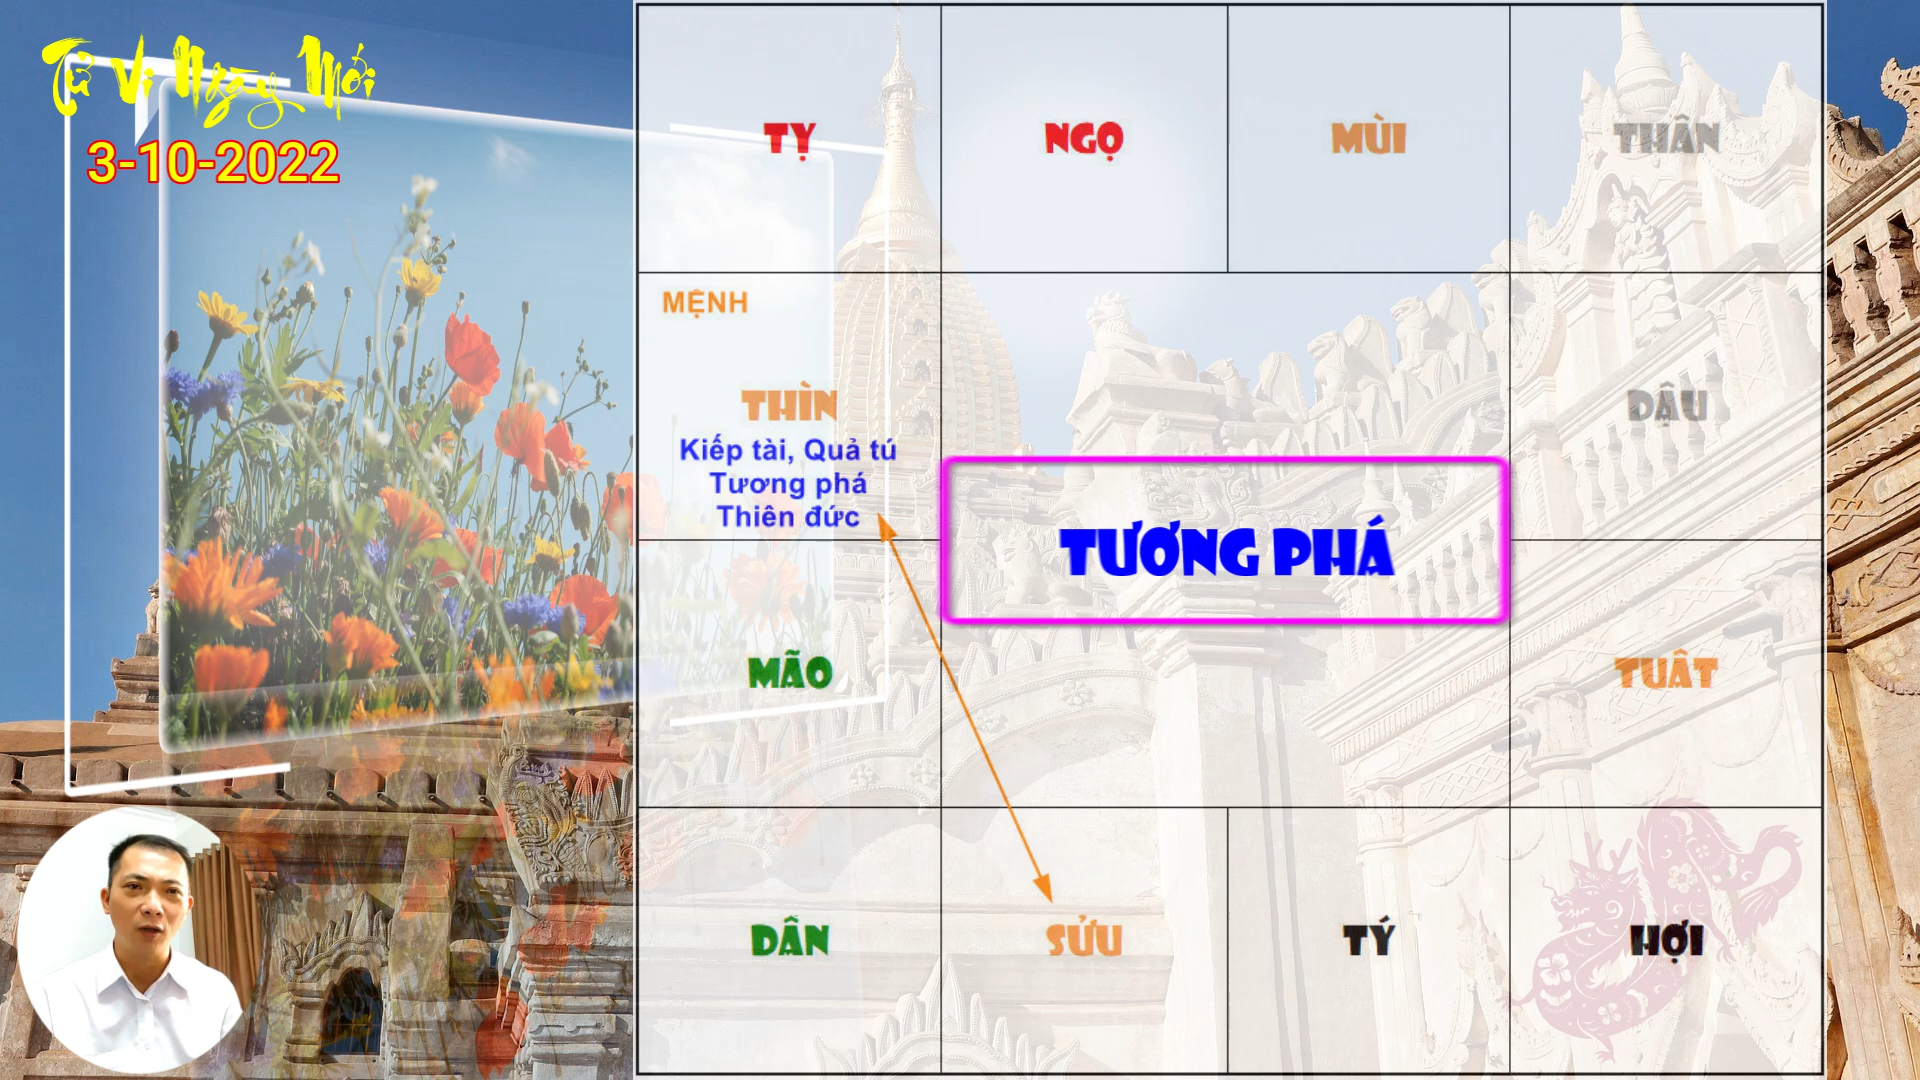 Tử Vi Ngày Mới
3-10-2022
TỴ
NGỌ
MÙI
THÂN
MỆNH
THÌN
Kiếp tài, Quả tú
Tương phá
Thiên đức
DẬU
TƯƠNG PHÁ
MÃO
TUẤT
DẦN
SỬU
TÝ
HỢI